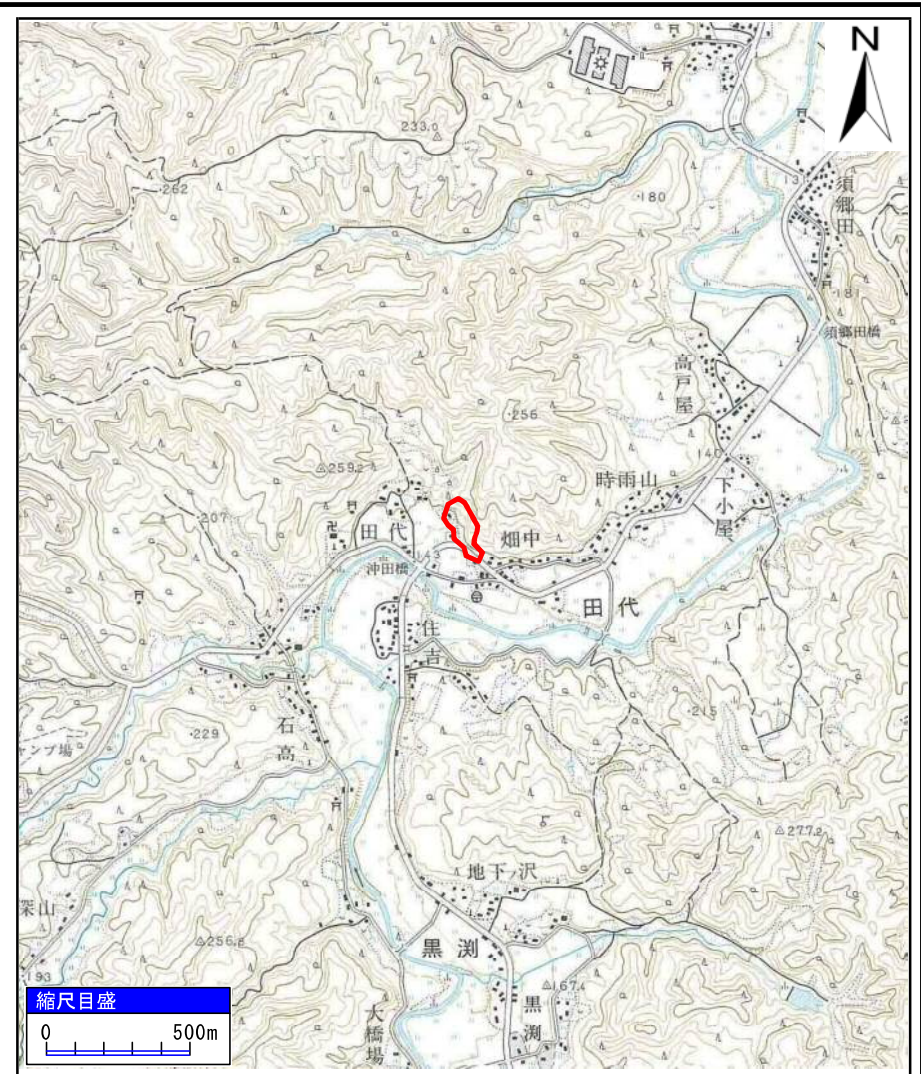 N
233.0
・262
・180
13
須郷田
・181
須郷田橋
高戸屋
・256
140
時雨山
下小屋
△259.2
・207
田代
畑中
143
沖田橋
田代
住吉
・215
石高
・229
ャンプ場
△277.2
地下ノ沢
深山
黒渕
△256.8
193
△167.4
黒渕
大橋場
縮尺目盛
0 500m